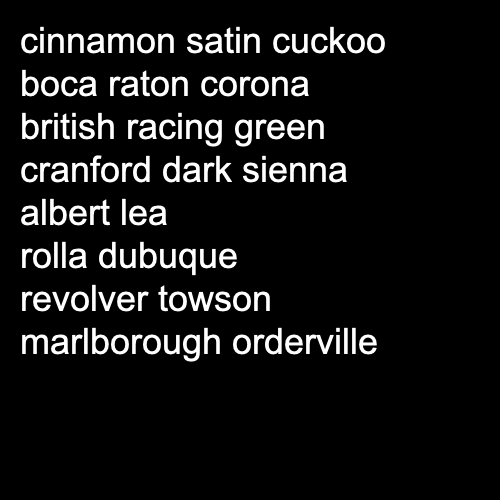 cinnamon satin cuckoo
boca raton corona
british racing green
cranford dark sienna
albert lea
rolla dubuque
revolver towson
marlborough orderville